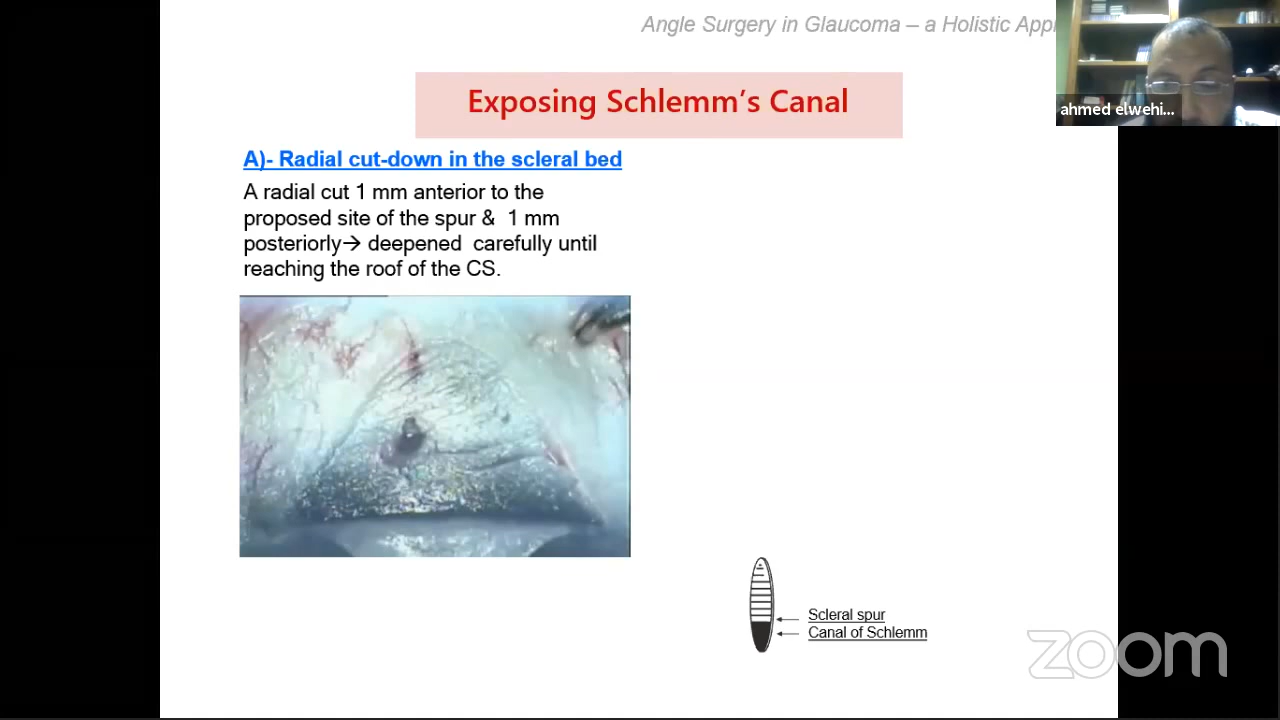 Angle Surgery in Glaucoma – a Holistic
ahmed elwehi...
Exposing Schlemm's Canal
A)- Radial cut-down in the scleral bed
A radial cut 1 mm anterior to the
proposed site of the spur & 1 mm
posteriorly→ deepened carefully until
reaching the roof of the CS.
Scleral spur
Canal of Schlemm
zoom